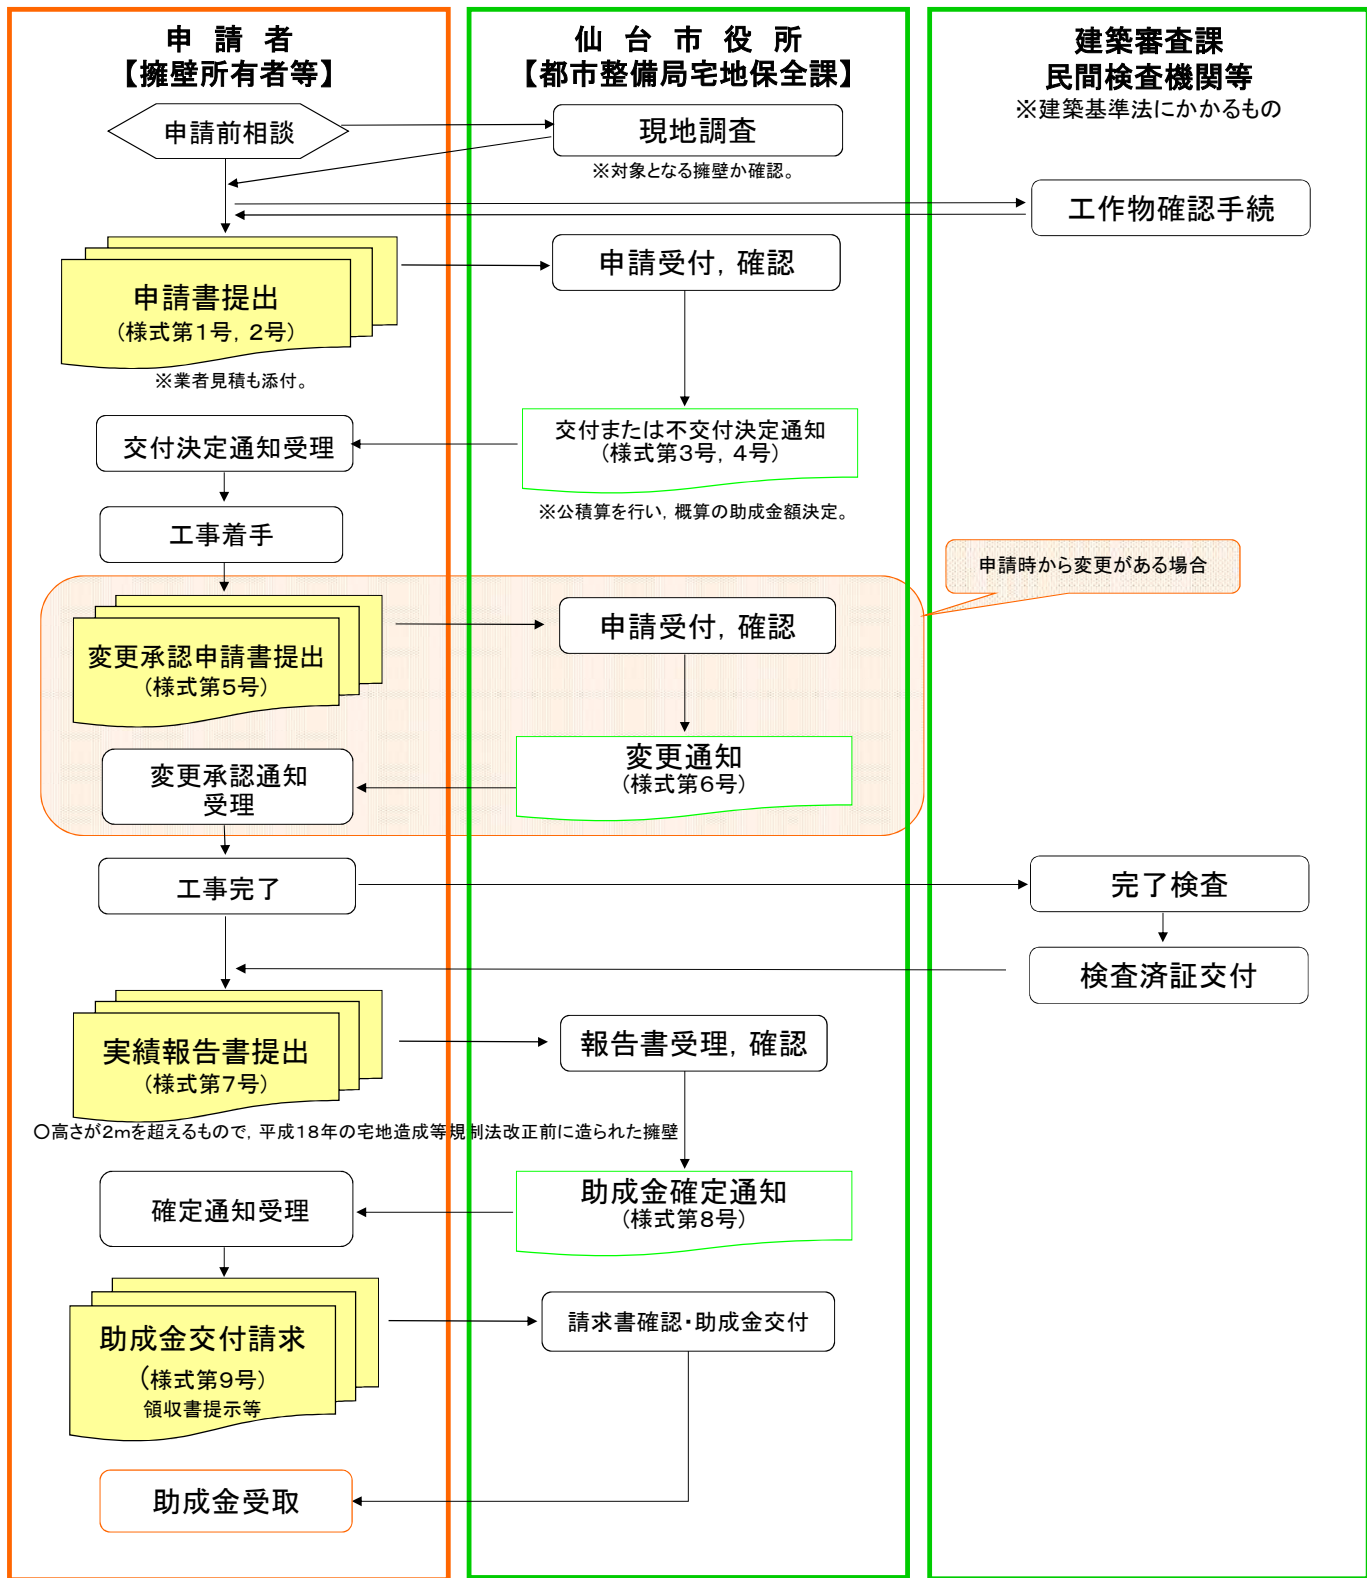 申 請 者
【擁壁所有者等】
仙 台 市 役 所
【都市整備局宅地保全課】
建築審査課
民間検査機関等
※建築基準法にかかるもの
申請前相談
現地調査
※対象となる擁壁か確認。
工作物確認手続
申請書提出
(様式第1号, 2号)
※業者見積も添付。
申請受付, 確認
交付または不交付決定通知
(様式第3号, 4号)
※公積算を行い, 概算の助成金額決定。
交付決定通知受理
工事着手
申請時から変更がある場合
変更承認申請書提出
(様式第5号)
申請受付, 確認
変更通知
(様式第6号)
変更承認通知
受理
工事完了
完了検査
検査済証交付
実績報告書提出
(様式第7号)
報告書受理, 確認
○高さが2mを超えるもので, 平成18年の宅地造成等規制法改正前に造られた擁壁
助成金確定通知
(様式第8号)
確定通知受理
助成金交付請求
(様式第9号)
領収書提示等
請求書確認・助成金交付
助成金受取